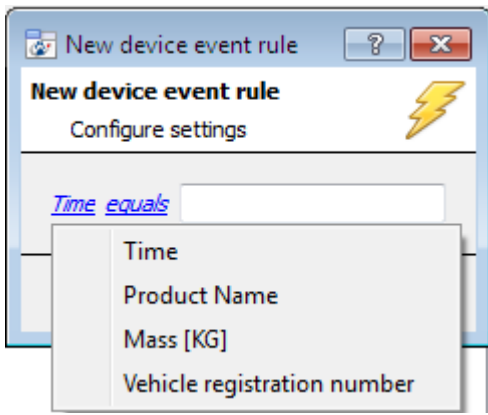 New device event rule
New device event rule
Configure settings
Time equals
Time
Product Name
Mass [KG]
Vehicle registration number